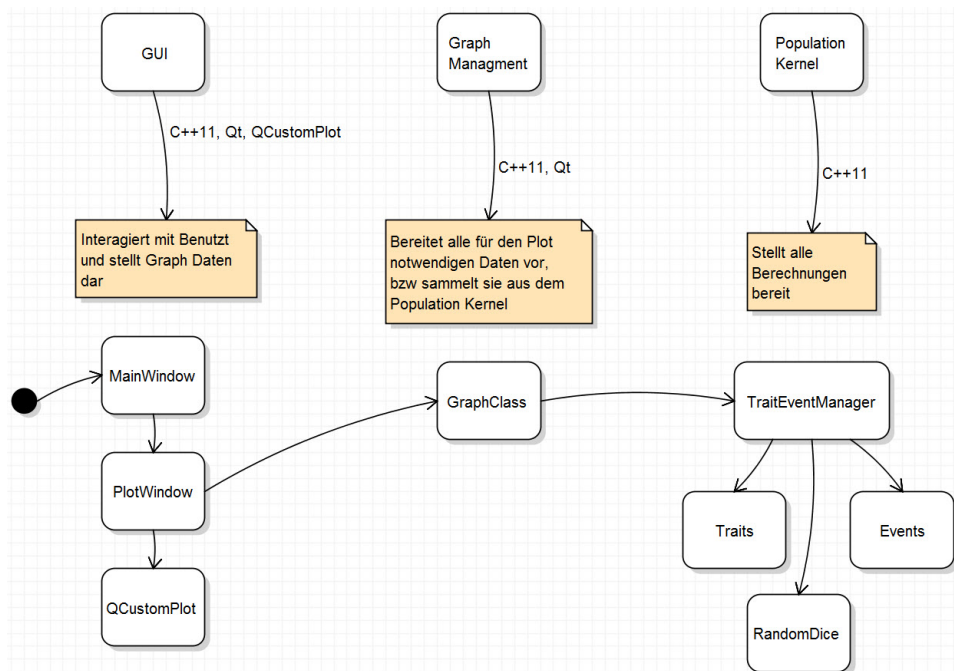 GUI
Graph
Managment
Population
Kernel
C++11, Qt, QCustomPlot
C++11, Qt
C++11
Interagiert mit Benutzt
und stellt Graph Daten
dar
Bereitet alle für den Plot
notwendigen Daten vor,
bzw sammelt sie aus dem
Population Kernel
Stellt alle
Berechnungen
bereit
MainWindow
GraphClass
TraitEventManager
PlotWindow
Traits
Events
QCustomPlot
RandomDice